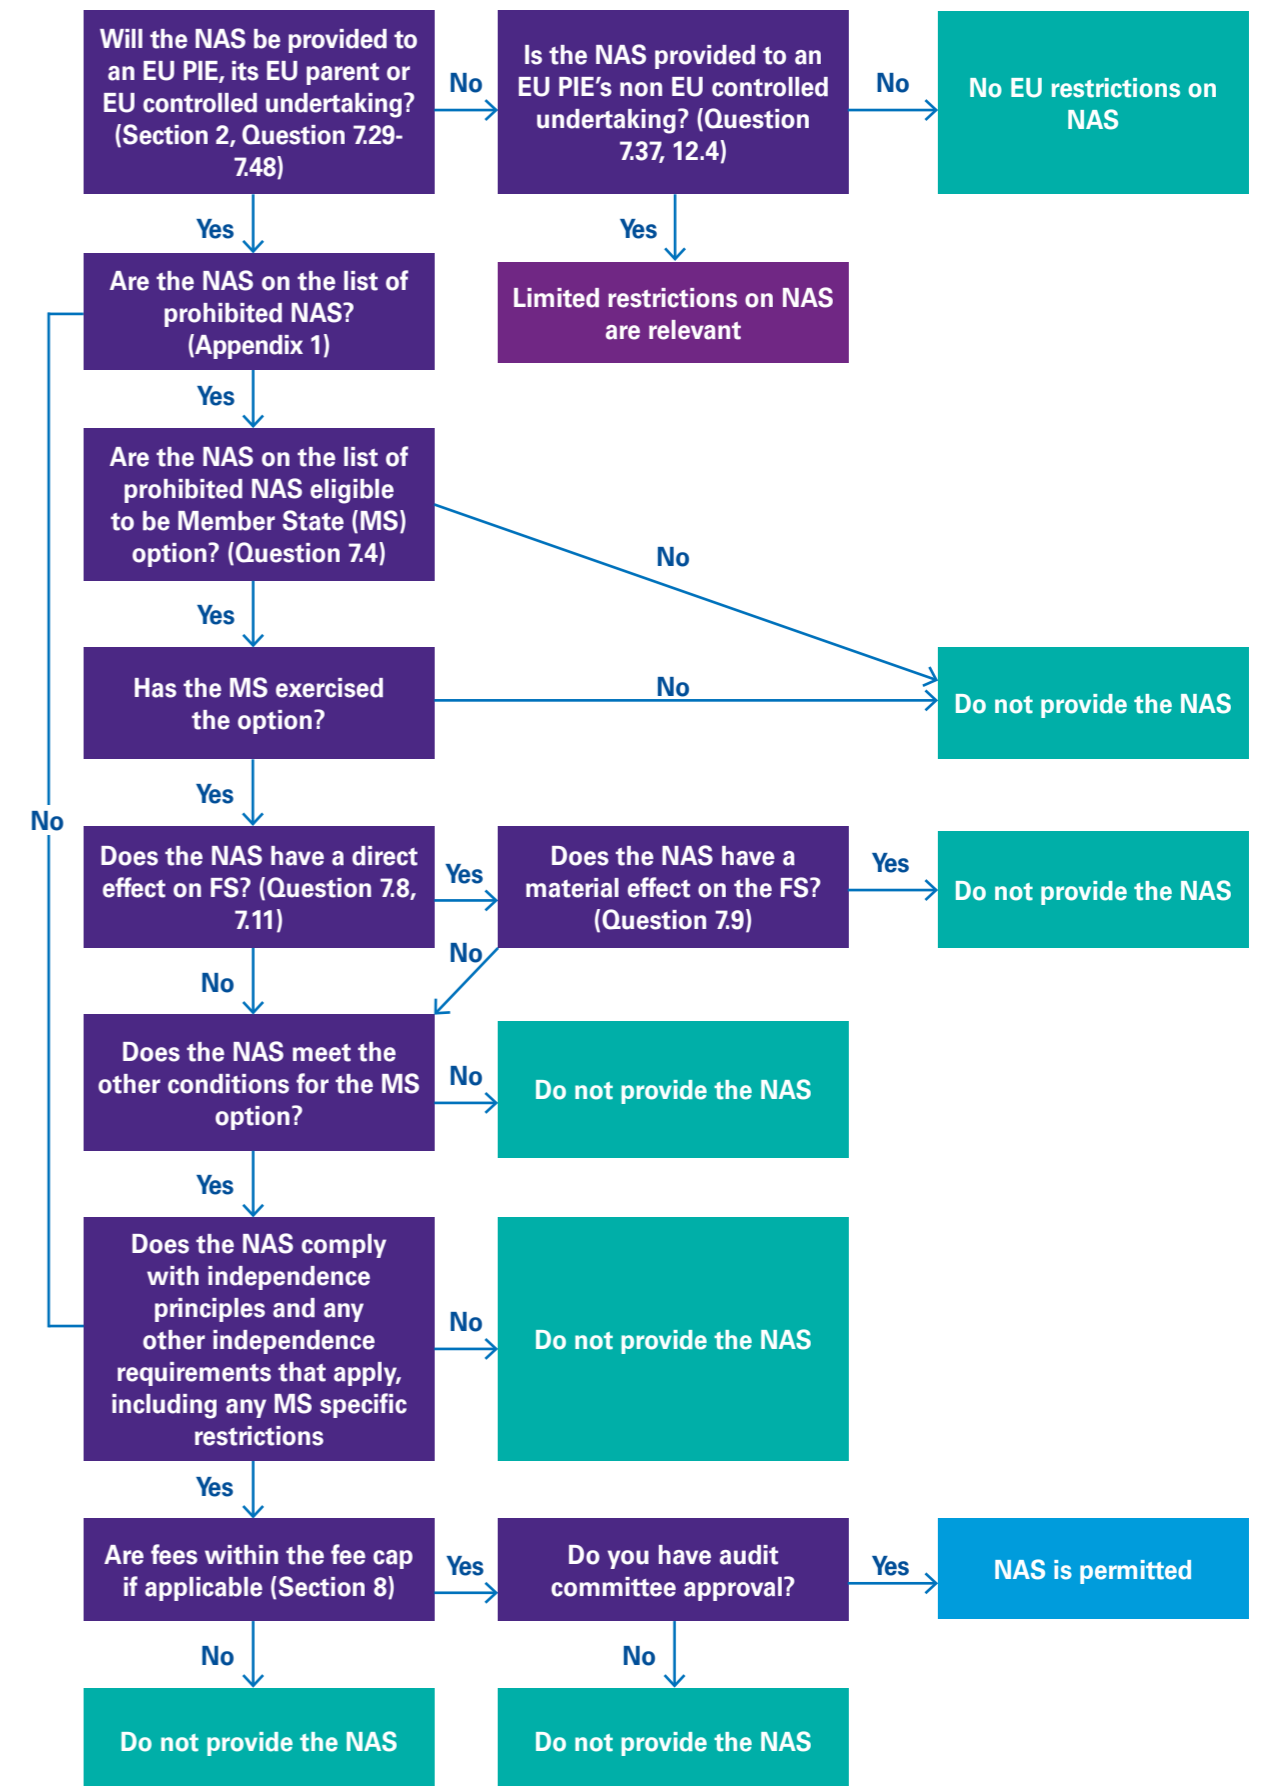 Will the NAS be provided to
an EU PIE, its EU parent or
EU controlled undertaking?
(Section 2, Question 7.29-
7.48)
No
Is the NAS provided to an
EU PIE's non EU controlled
undertaking? (Question
7.37, 12.4)
No
No EU restrictions on
NAS
Yes
Yes
Are the NAS on the list of
prohibited NAS?
(Appendix 1)
Limited restrictions on NAS
are relevant
Yes
Are the NAS on the list of
prohibited NAS eligible
to be Member State (MS)
option? (Question 7.4)
No
Yes
Has the MS exercised
the option?
No
Do not provide the NAS
Yes
No
Does the NAS have a direct
effect on FS? (Question 7.8,
7.11)
Yes
Does the NAS have a
material effect on the FS?
(Question 7.9)
Yes
Do not provide the NAS
No
No
Does the NAS meet the
other conditions for the MS
option?
No
Do not provide the NAS
Yes
Does the NAS comply
with independence
principles and any
other independence
requirements that apply,
including any MS specific
restrictions
No
Do not provide the NAS
Yes
Are fees within the fee cap
if applicable (Section 8)
Yes
Do you have audit
committee approval?
Yes
NAS is permitted
No
No
Do not provide the NAS
Do not provide the NAS